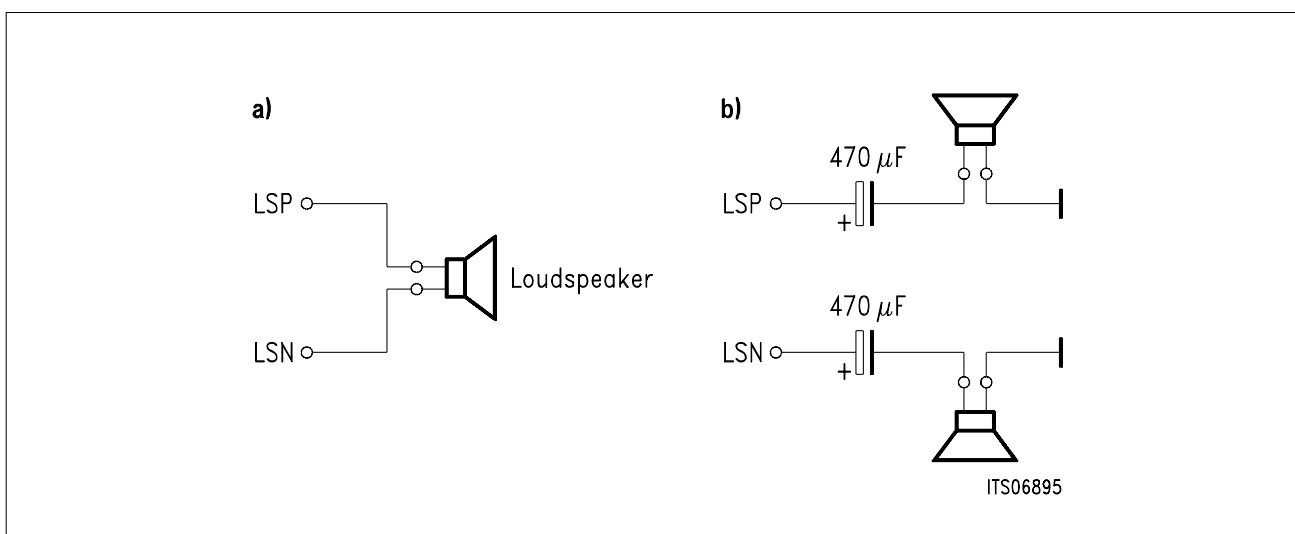 a)
LSP
LSN
Loudspeaker
b)
470 μF
LSP
+
470 μF
LSN
+
ITS06895